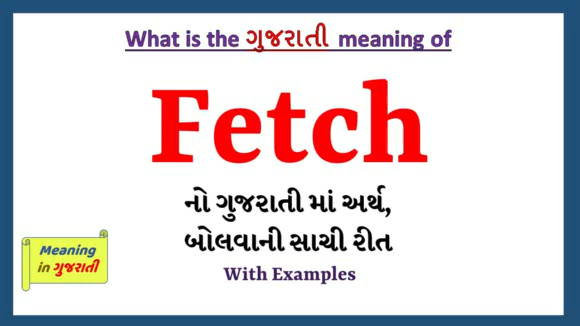 What is the ગુજરાતી meaning of
Fetch
નો ગુજરાતી માં અર્થ,
બોલવાની સાચી રીત
With Examples
Meaning
in ગુજરાતી